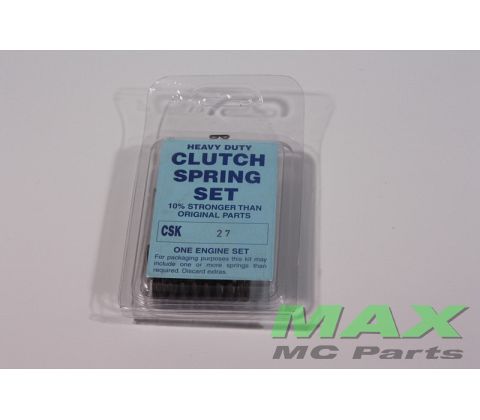 HEAVY DUTY
CLUTCH
SPRING
SET
10% STRONGER THAN
ORIGINAL PARTS
CSK 27
ONE ENGINE SET
For packaging purposes this kit may
include one or more springs than
required. Discard extras.
MAX
MC Parts